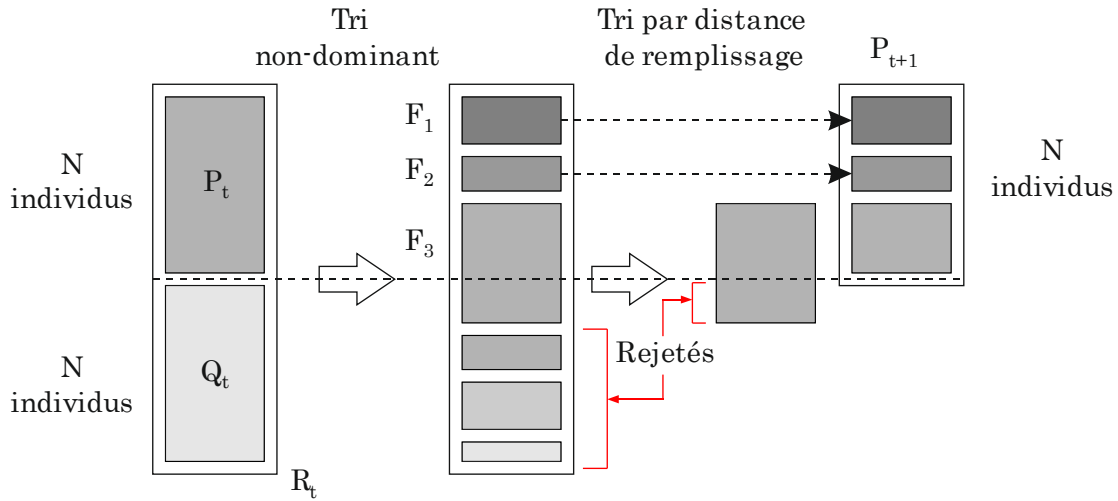 Tri
non-dominant
Tri par distance
de remplissage
P_{t+1}
F_1
F_2
F_3
N
individus
P_t
N
individus
N
individus
Q_t
Rejetés
R_t